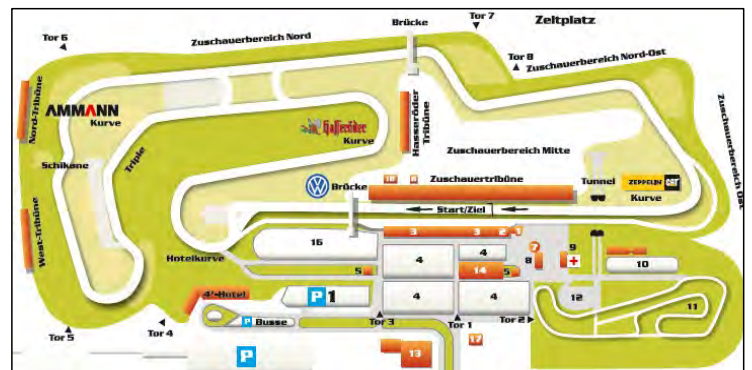 Brücke
Tor 7
Zeltplatz
Tor 6
Zuschauerbereich Nord
Tor 8
Zuschauerbereich Nord-Ost
Nord-Tribüne
AMMANN
Kurve
Hasseröder
Kurve
Hasseröder
Tribüne
Schikane
Triple
Zuschauerbereich Mitte
Zuschauerbereich Ost
18
Zuschauertribüne
Tunnel
ZEPPELIN CAT
Kurve
VW
Brücke
Start/Ziel
West-Tribüne
Hotelkurve
16
3
3
2
1
7
9
4
4
8
10
5
14
5
4*-Hotel
P 1
4
4
12
11
P Busse
Tor 5
Tor 4
Tor 3
Tor 1
Tor 2
P
13
17